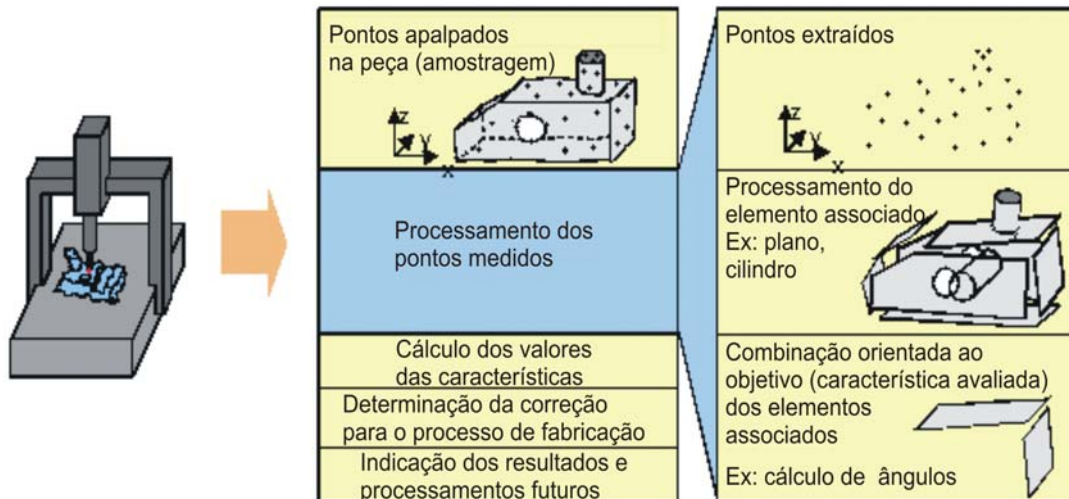 Pontos apalpados
na peça (amostragem)
Z
Y
X
Processamento dos
pontos medidos
Cálculo dos valores
das características
Determinação da correção
para o processo de fabricação
Indicação dos resultados e
processamentos futuros
Pontos extraídos
Z
Y
X
Processamento do
elemento associado
Ex: plano,
cilindro
Combinação orientada ao
objetivo (característica avaliada)
dos elementos
associados
Ex: cálculo de ângulos